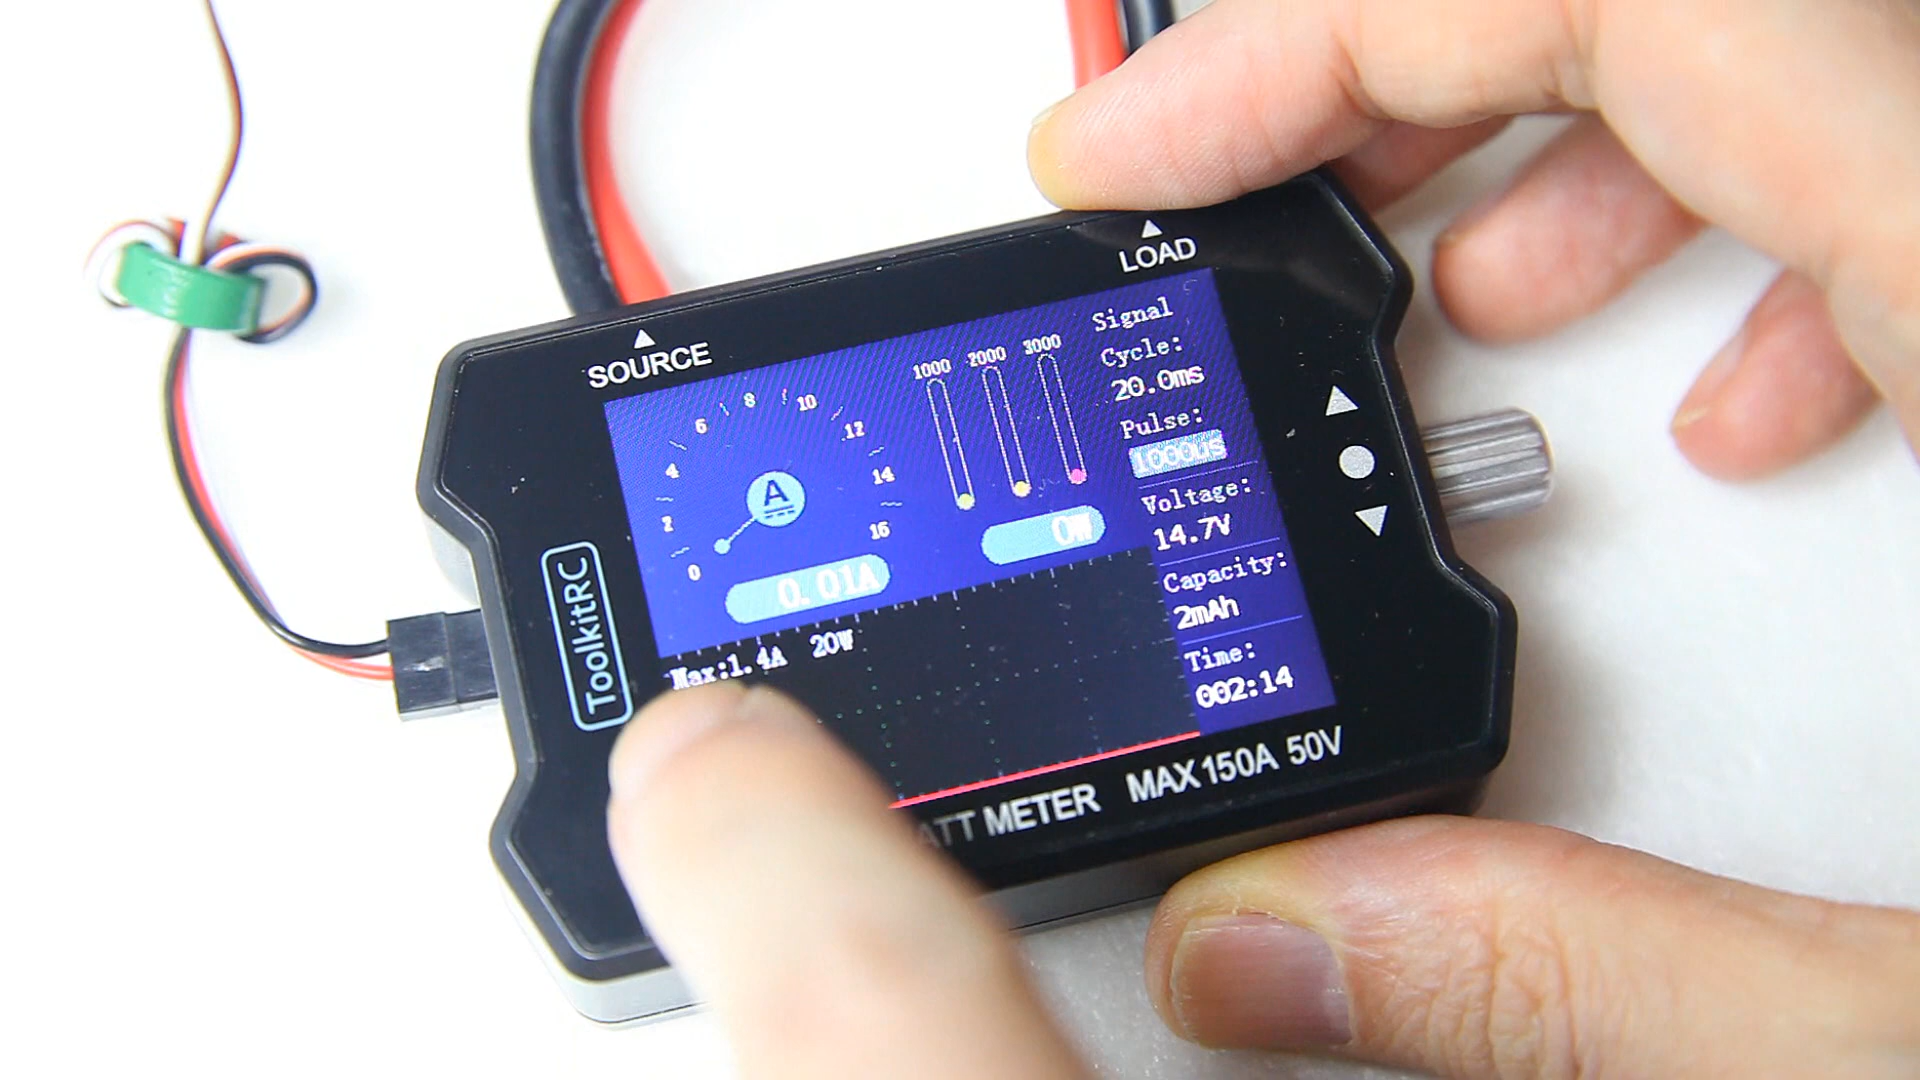 LOAD
SOURCE
ToolkitRC
0
2
4
6
8
10
12
14
16
A
0.01A
1000 2000 3000
0W
Signal
Cycle:
20.0ms
Pulse:
1000us
Voltage:
14.7V
Capacity:
2mAh
Time:
002:14
Max:1.4A 20W
METER MAX 150A 50V